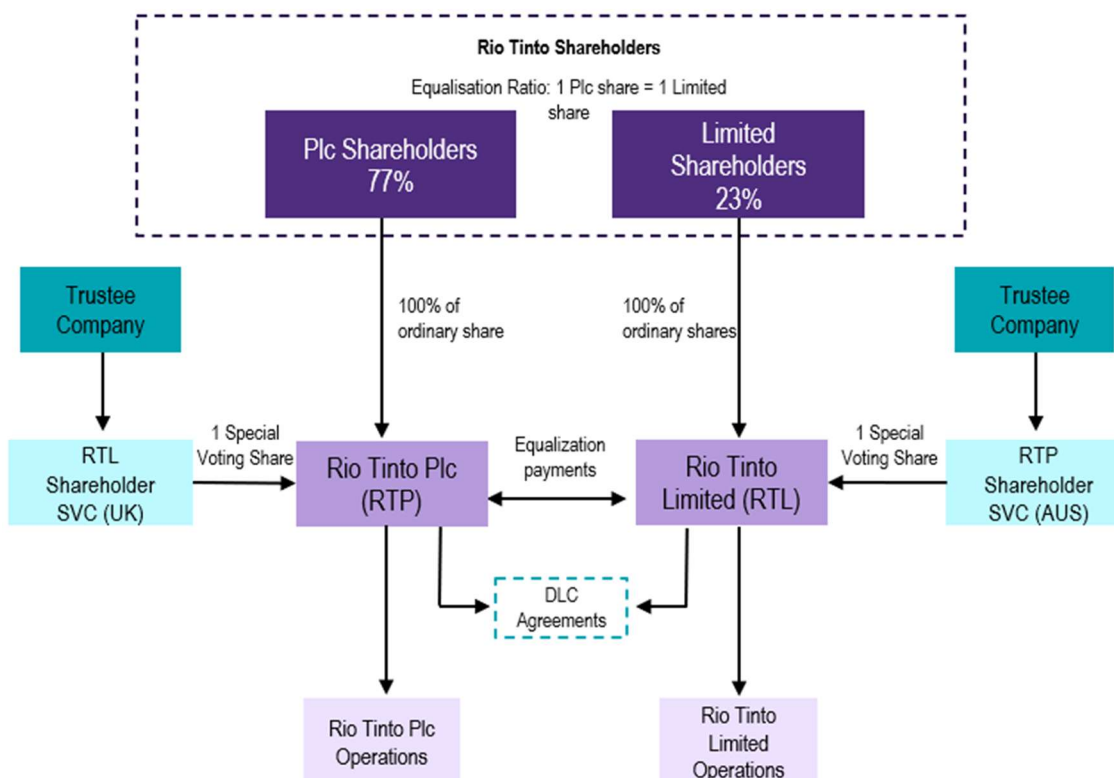 Rio Tinto Shareholders
Equalisation Ratio: 1 Plc share = 1 Limited
share
Plc Shareholders
77%
Limited
Shareholders
23%
Trustee
Company
100% of
ordinary share
100% of
ordinary shares
Trustee
Company
RTL
Shareholder
SVC (UK)
1 Special
Voting Share
Rio Tinto Plc
(RTP)
Equalization
payments
Rio Tinto
Limited (RTL)
1 Special
Voting Share
RTP
Shareholder
SVC (AUS)
DLC
Agreements
Rio Tinto Plc
Operations
Rio Tinto
Limited
Operations